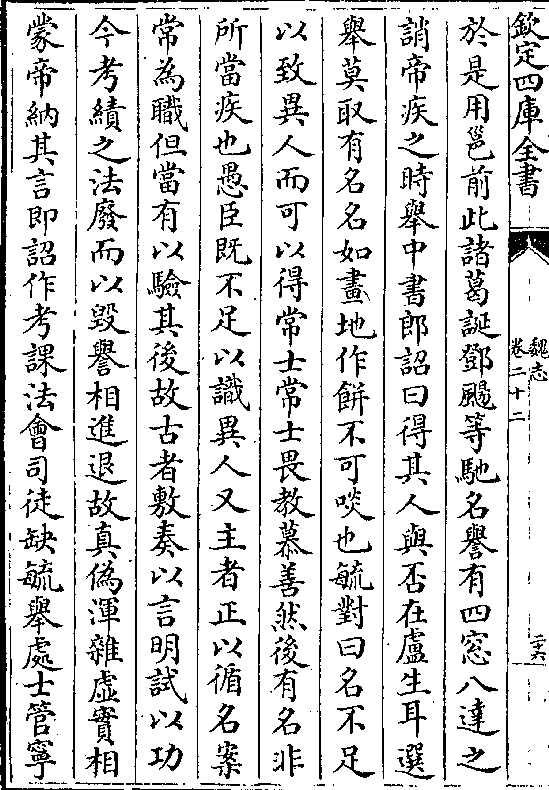 欽定四庫全書
魏志
卷二十二
二六
於是用邕前此諸葛誕鄧颺等馳名譽有四窓八達之
誚帝疾之時舉中書郎詔曰得其人與否在盧生耳選
舉莫取有名名如畫地作餅不可啖也毓對曰名不足
以致異人而可以得常士常士畏教慕善然後有名非
所當疾也愚臣既不足以識異人又主者正以循名案
常為職但當有以驗其後故古者敷奏以言明試以功
今考績之法廢而以毀譽相進退故真偽渾雜虛實相
蒙帝納其言即詔作考課法會司徒缺毓舉處士管寧